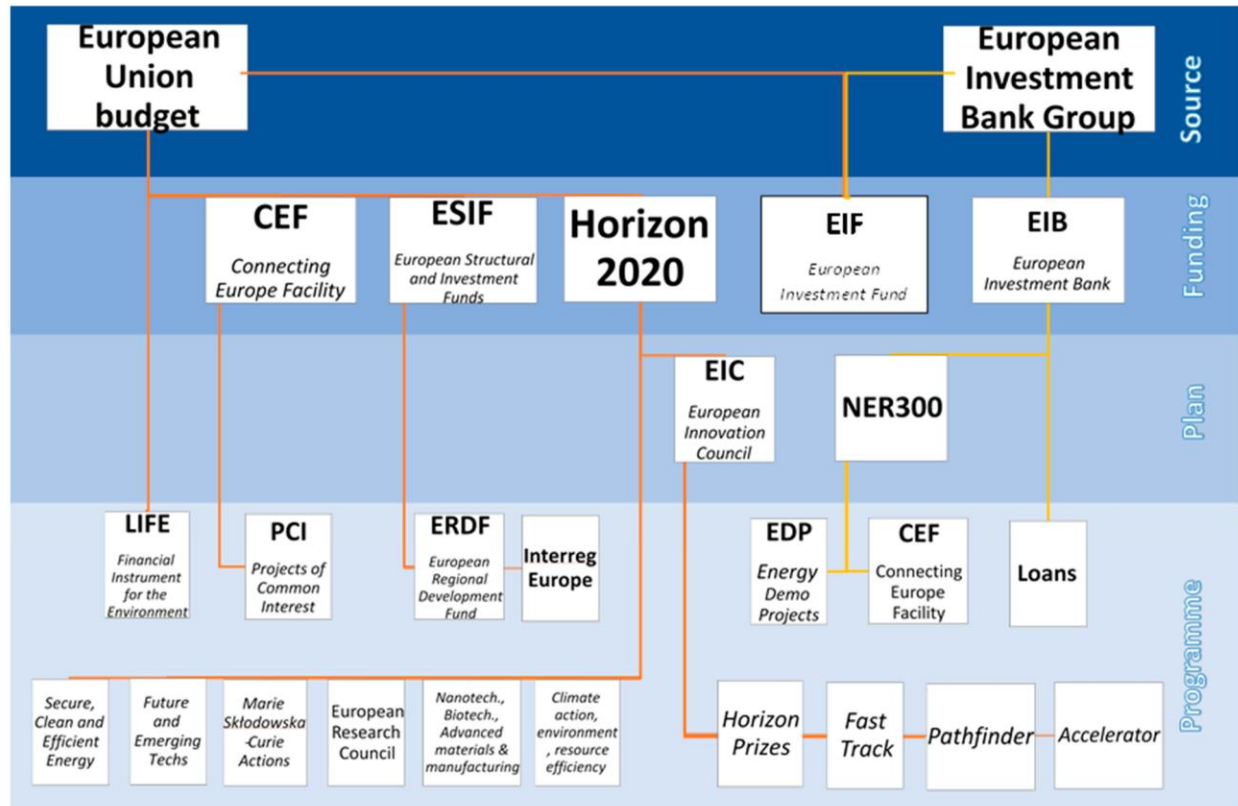 European
Union
budget
European
Investment
Bank Group
Source
CEF
Connecting
Europe Facility
ESIF
European Structural
and Investment
Funds
Horizon
2020
EIF
European
Investment Fund
EIB
European
Investment Bank
Funding
EIC
European
Innovation
Council
NER300
Plan
LIFE
Financial
Instrument
for the
Environment
PCI
Projects of
Common
Interest
ERDF
European
Regional
Development
Fund
Interreg
Europe
EDP
Energy
Demo
Projects
CEF
Connecting
Europe
Facility
Loans
Programme
Secure,
Clean and
Efficient
Energy
Future
and
Emerging
Techs
Marie
Skłodowska
-Curie
Actions
European
Research
Council
Nanotech.,
Biotech.,
Advanced
materials &
manufacturing
Climate
action,
environment
, resource
efficiency
Horizon
Prizes
Fast
Track
Pathfinder
Accelerator